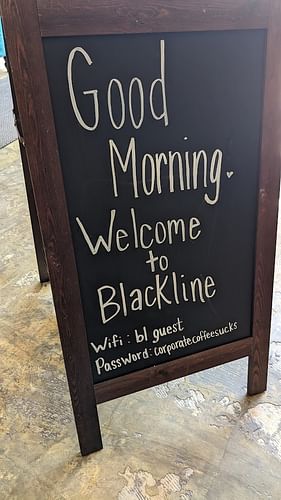 Good
Morning.
Welcome
to
Blackline
Wifi: bl guest
Password: corporatecoffeesucks